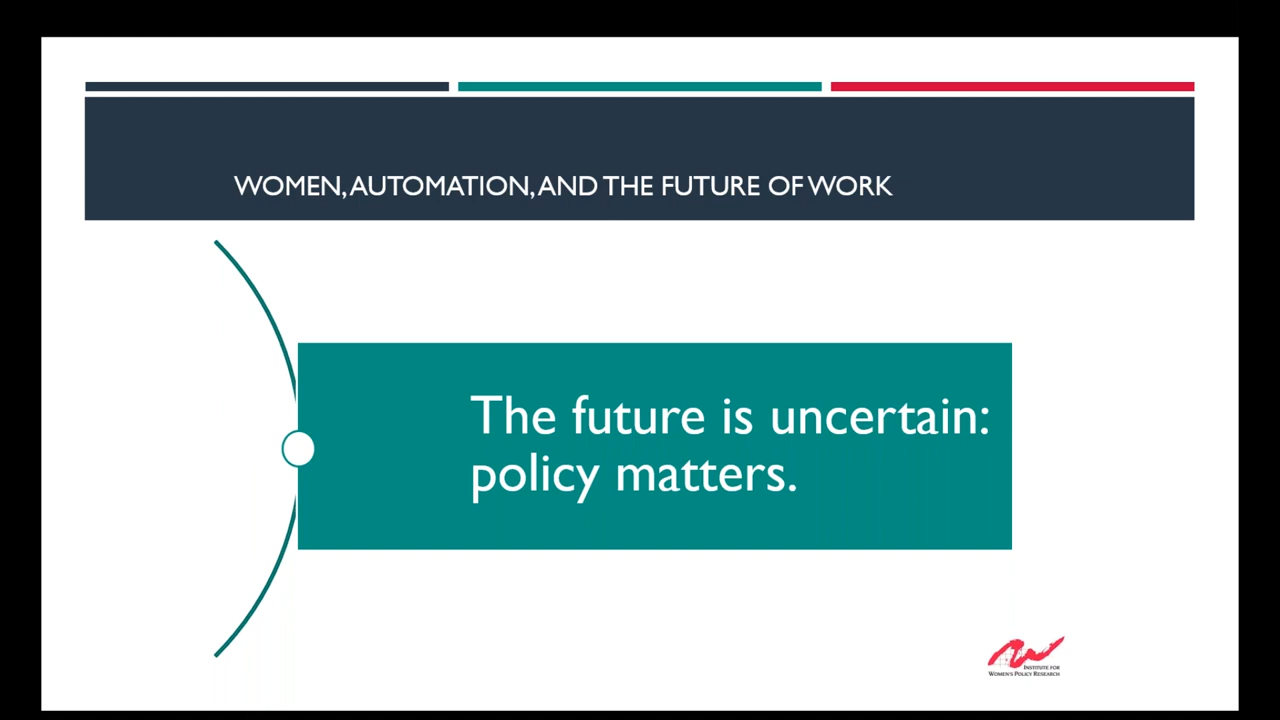 WOMEN, AUTOMATION, AND THE FUTURE OF WORK
The future is uncertain:
policy matters.
INSTITUTE FOR
WOMEN'S POLICY RESEARCH